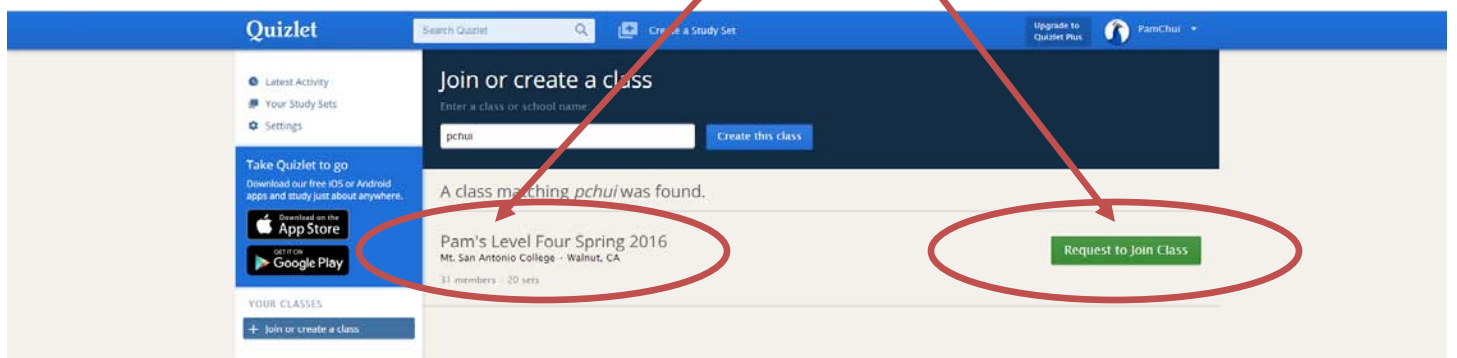 Quizlet
Search Quizlet
Create a Study Set
Upgrade to
Quizlet Plus
PamChui
Latest Activity
Your Study Sets
Settings
Join or create a class
Enter a class or school name
pchui
Create this class
Take Quizlet to go
Download our free iOS or Android
apps and study just about anywhere.
Download on the
App Store
GET IT ON
Google Play
A class matching pchui was found.
Pam's Level Four Spring 2016
Mt. San Antonio College - Walnut, CA
31 members 20 sets
Request to Join Class
YOUR CLASSES
+ Join or create a class